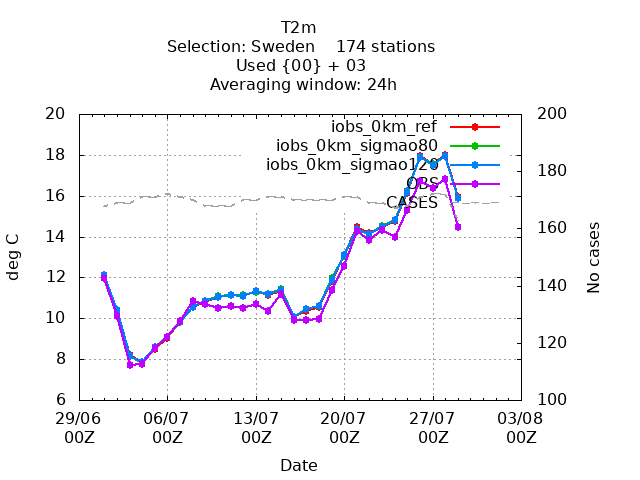 T2m
Selection: Sweden    174 stations
Used {00} + 03
Averaging window: 24h
20 200
iobs_0km_ref
iobs_0km_sigmao80
iobs_0km_sigmao120
OBS
CASES
18 180
16
14 160
12 140
10
8 120
6 100
deg C
No cases
29/06 06/07 13/07 20/07 27/07 03/08
00Z 00Z 00Z 00Z 00Z 00Z
Date